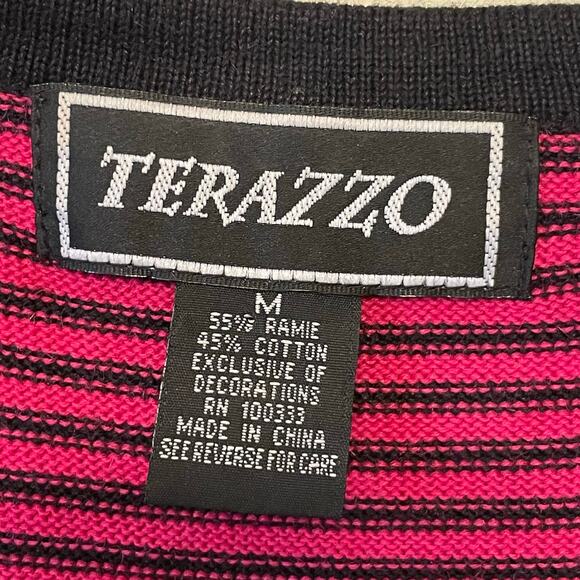 TERAZZO
M
55% RAMIE
45% COTTON
EXCLUSIVE OF
DECORATIONS
RN 100333
MADE IN CHINA
SEE REVERSE FOR CARE